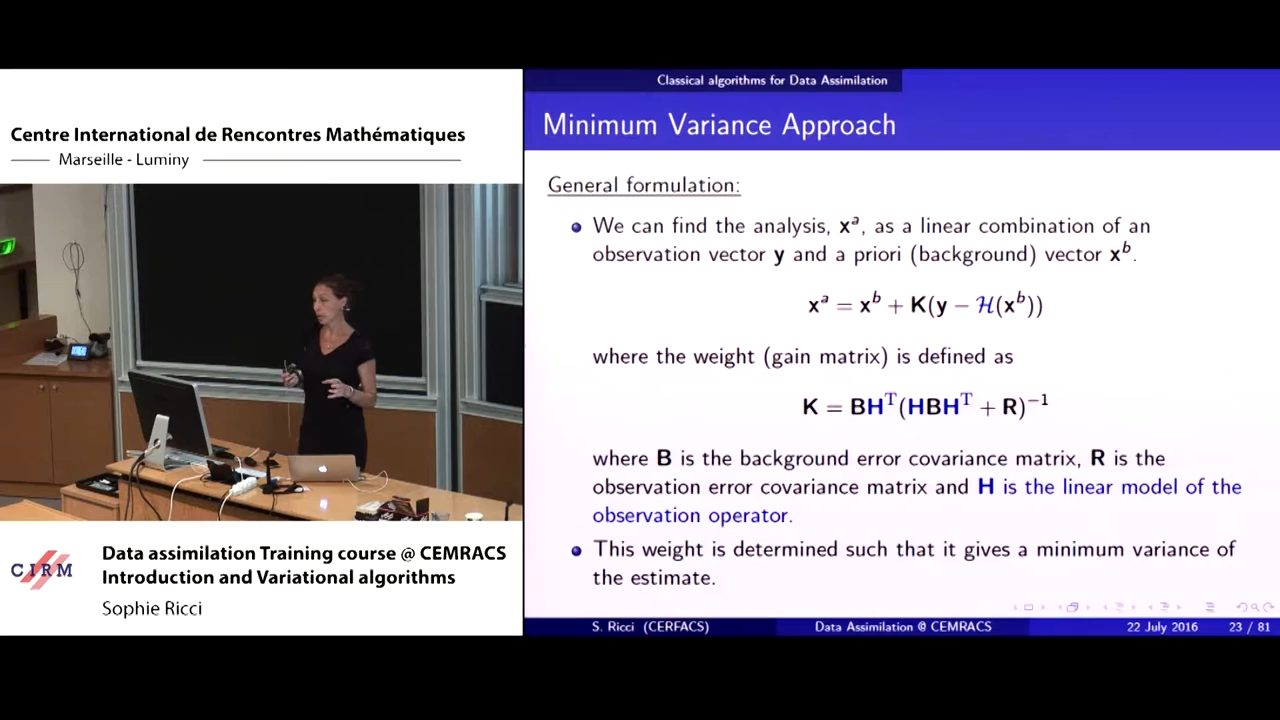 Centre International de Rencontres Mathématiques
Marseille - Luminy
CIRM
Data assimilation Training course @ CEMRACS
Introduction and Variational algorithms
Sophie Ricci
Classical algorithms for Data Assimilation
Minimum Variance Approach
General formulation:
We can find the analysis, xᵃ, as a linear combination of an
observation vector y and a priori (background) vector xᵇ.
xᵃ = xᵇ + K(y − ℋ(xᵇ))
where the weight (gain matrix) is defined as
K = BHᵀ(HBHᵀ + R)⁻¹
where B is the background error covariance matrix, R is the
observation error covariance matrix and H is the linear model of the
observation operator.
This weight is determined such that it gives a minimum variance of
the estimate.
S. Ricci (CERFACS) Data Assimilation @ CEMRACS 22 July 2016 23 / 81